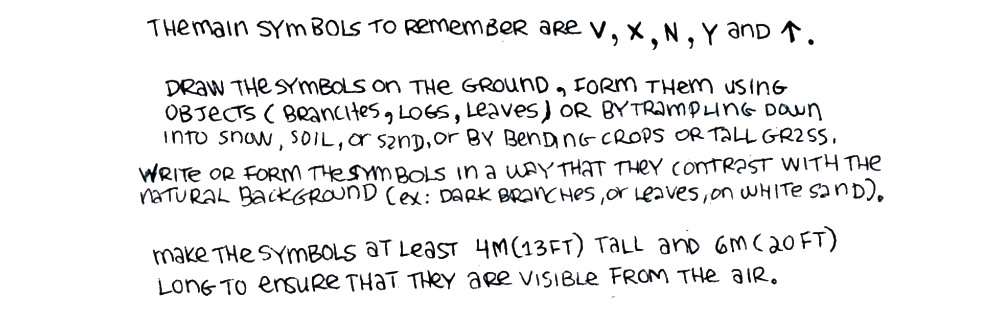 THE MAIN SYMBOLS TO REMEMBER ARE V, X, N, Y AND ↑.
DRAW THE SYMBOLS ON THE GROUND, FORM THEM USING
OBJECTS (BRANCHES, LOGS, LEAVES) OR BY TRAMPLING DOWN
INTO SNOW, SOIL, OR SAND, OR BY BENDING CROPS OR TALL GRASS.
WRITE OR FORM THE SYMBOLS IN A WAY THAT THEY CONTRAST WITH THE
NATURAL BACKGROUND (EX: DARK BRANCHES, OR LEAVES, ON WHITE SAND).
MAKE THE SYMBOLS AT LEAST 4M (13FT) TALL AND 6M (20FT)
LONG TO ENSURE THAT THEY ARE VISIBLE FROM THE AIR.